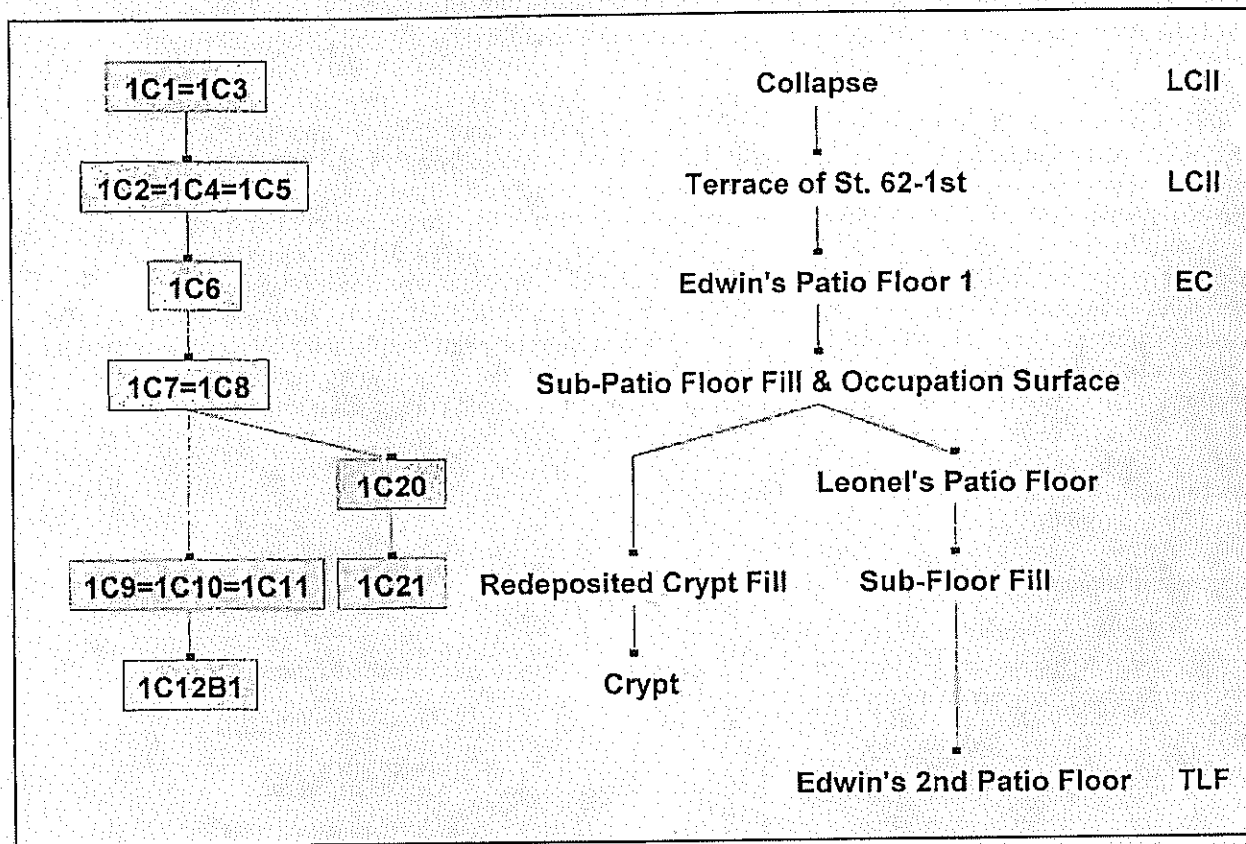 1C1=1C3 Collapse LCII
1C2=1C4=1C5 Terrace of St. 62-1st LCII
1C6 Edwin's Patio Floor 1 EC
1C7=1C8 Sub-Patio Floor Fill & Occupation Surface
1C20 Leonel's Patio Floor
1C9=1C10=1C11 1C21 Redeposited Crypt Fill Sub-Floor Fill
1C12B1 Crypt
Edwin's 2nd Patio Floor TLF